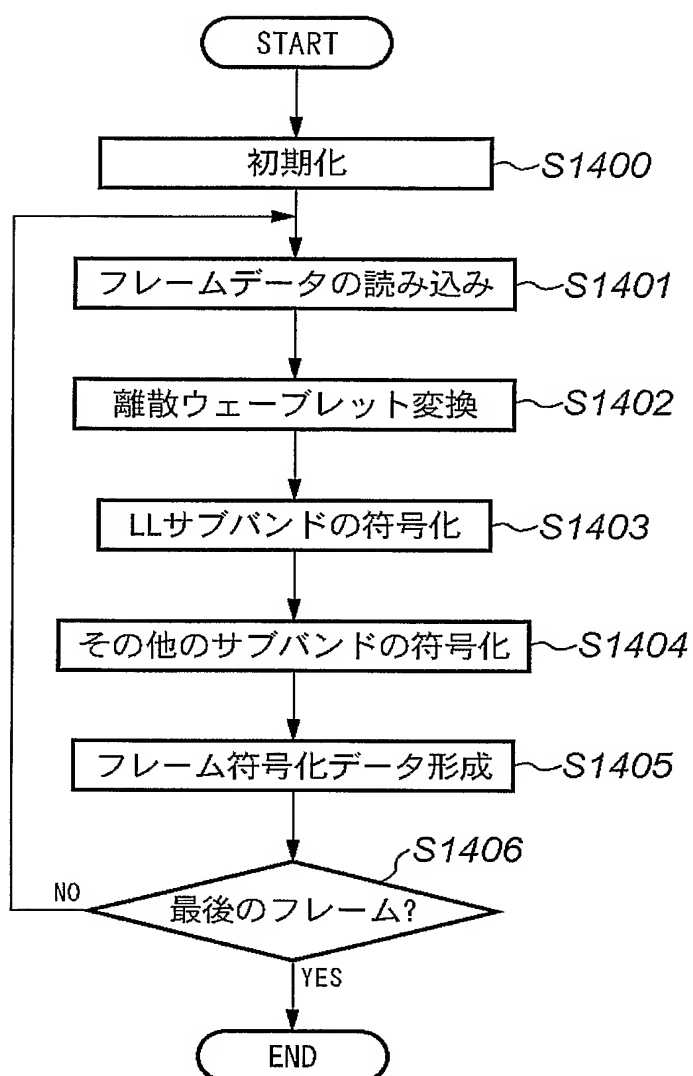 START
初期化 S1400
フレームデータの読み込み S1401
離散ウェーブレット変換 S1402
LLサブバンドの符号化 S1403
その他のサブバンドの符号化 S1404
フレーム符号化データ形成 S1405
S1406
最後のフレーム?
NO
YES
END